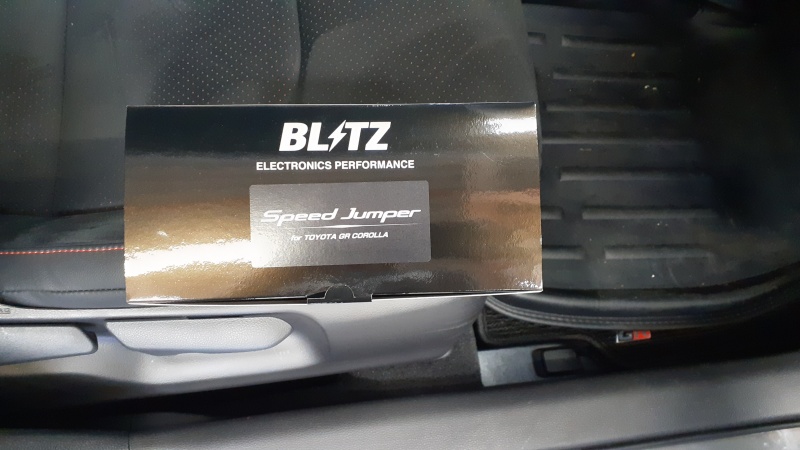 BLITZ
ELECTRONICS PERFORMANCE
Speed Jumper
for TOYOTA GR COROLLA